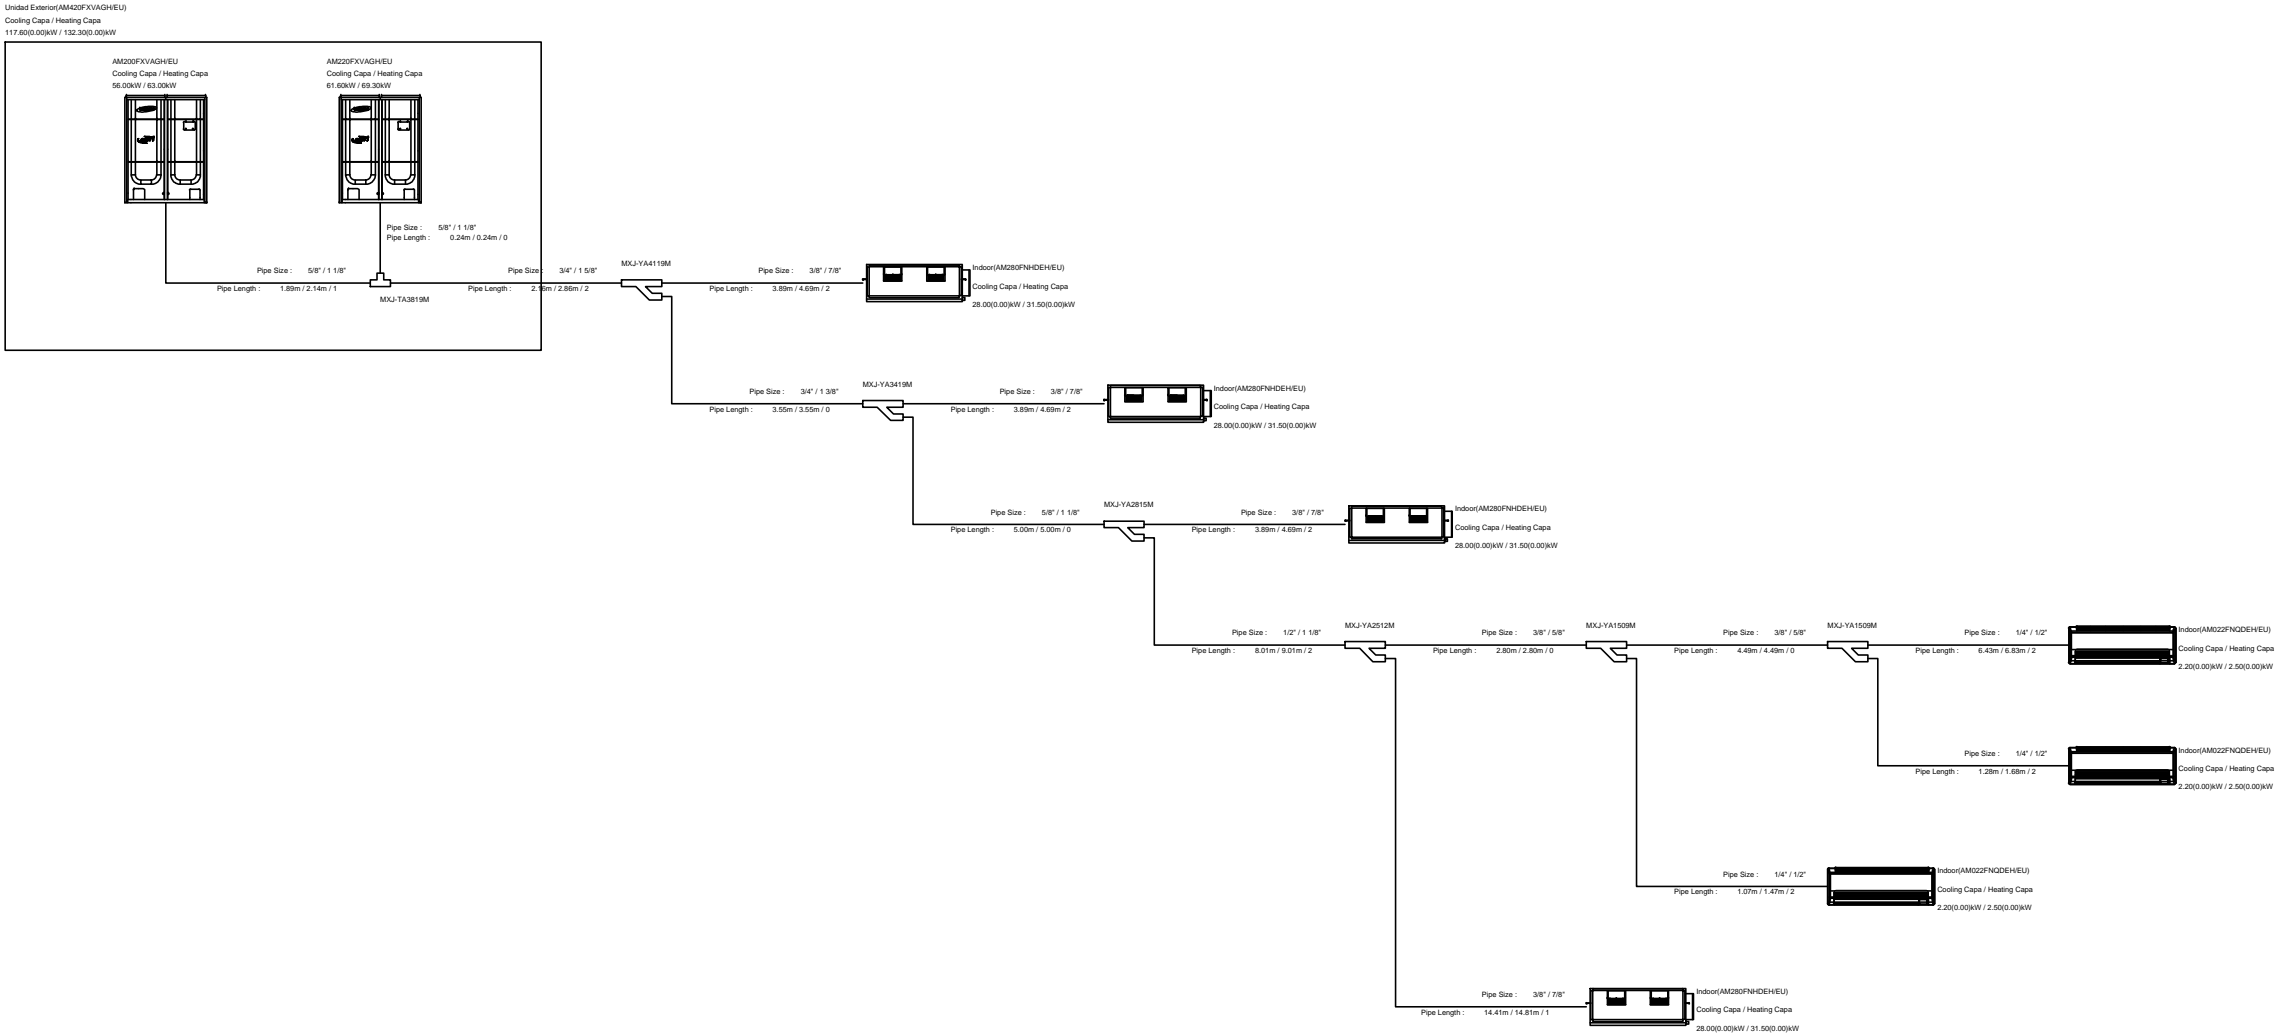 Unidad Exterior(AM420FXVAGH/EU)
Cooling Capa / Heating Capa
117.60(0.00)kW / 132.30(0.00)kW
AM200FXVAGH/EU
Cooling Capa / Heating Capa
56.00kW / 63.00kW
AM220FXVAGH/EU
Cooling Capa / Heating Capa
61.60kW / 69.30kW
Pipe Size : 5/8" / 1 1/8"
Pipe Length : 0.24m / 0.24m / 0
Pipe Size : 5/8" / 1 1/8"
Pipe Length : 1.89m / 2.14m / 1
MXJ-TA3819M
Pipe Size : 3/4" / 1 5/8"
Pipe Length : 2.16m / 2.86m / 2
MXJ-YA4119M
Pipe Size : 3/8" / 7/8"
Pipe Length : 3.89m / 4.69m / 2
Indoor(AM280FNHDEH/EU)
Cooling Capa / Heating Capa
28.00(0.00)kW / 31.50(0.00)kW
Pipe Size : 3/4" / 1 3/8"
Pipe Length : 3.55m / 3.55m / 0
MXJ-YA3419M
Pipe Size : 3/8" / 7/8"
Pipe Length : 3.89m / 4.69m / 2
Indoor(AM280FNHDEH/EU)
Cooling Capa / Heating Capa
28.00(0.00)kW / 31.50(0.00)kW
Pipe Size : 5/8" / 1 1/8"
Pipe Length : 5.00m / 5.00m / 0
MXJ-YA2815M
Pipe Size : 3/8" / 7/8"
Pipe Length : 3.89m / 4.69m / 2
Indoor(AM280FNHDEH/EU)
Cooling Capa / Heating Capa
28.00(0.00)kW / 31.50(0.00)kW
Pipe Size : 1/2" / 1 1/8"
Pipe Length : 8.01m / 9.01m / 2
MXJ-YA2512M
Pipe Size : 3/8" / 5/8"
Pipe Length : 2.80m / 2.80m / 0
MXJ-YA1509M
Pipe Size : 3/8" / 5/8"
Pipe Length : 4.49m / 4.49m / 0
MXJ-YA1509M
Pipe Size : 1/4" / 1/2"
Pipe Length : 6.43m / 6.83m / 2
Indoor(AM022FNQDEH/EU)
Cooling Capa / Heating Capa
2.20(0.00)kW / 2.50(0.00)kW
Pipe Size : 1/4" / 1/2"
Pipe Length : 1.28m / 1.68m / 2
Indoor(AM022FNQDEH/EU)
Cooling Capa / Heating Capa
2.20(0.00)kW / 2.50(0.00)kW
Pipe Size : 1/4" / 1/2"
Pipe Length : 1.07m / 1.47m / 2
Indoor(AM022FNQDEH/EU)
Cooling Capa / Heating Capa
2.20(0.00)kW / 2.50(0.00)kW
Pipe Size : 3/8" / 7/8"
Pipe Length : 14.41m / 14.81m / 1
Indoor(AM280FNHDEH/EU)
Cooling Capa / Heating Capa
28.00(0.00)kW / 31.50(0.00)kW